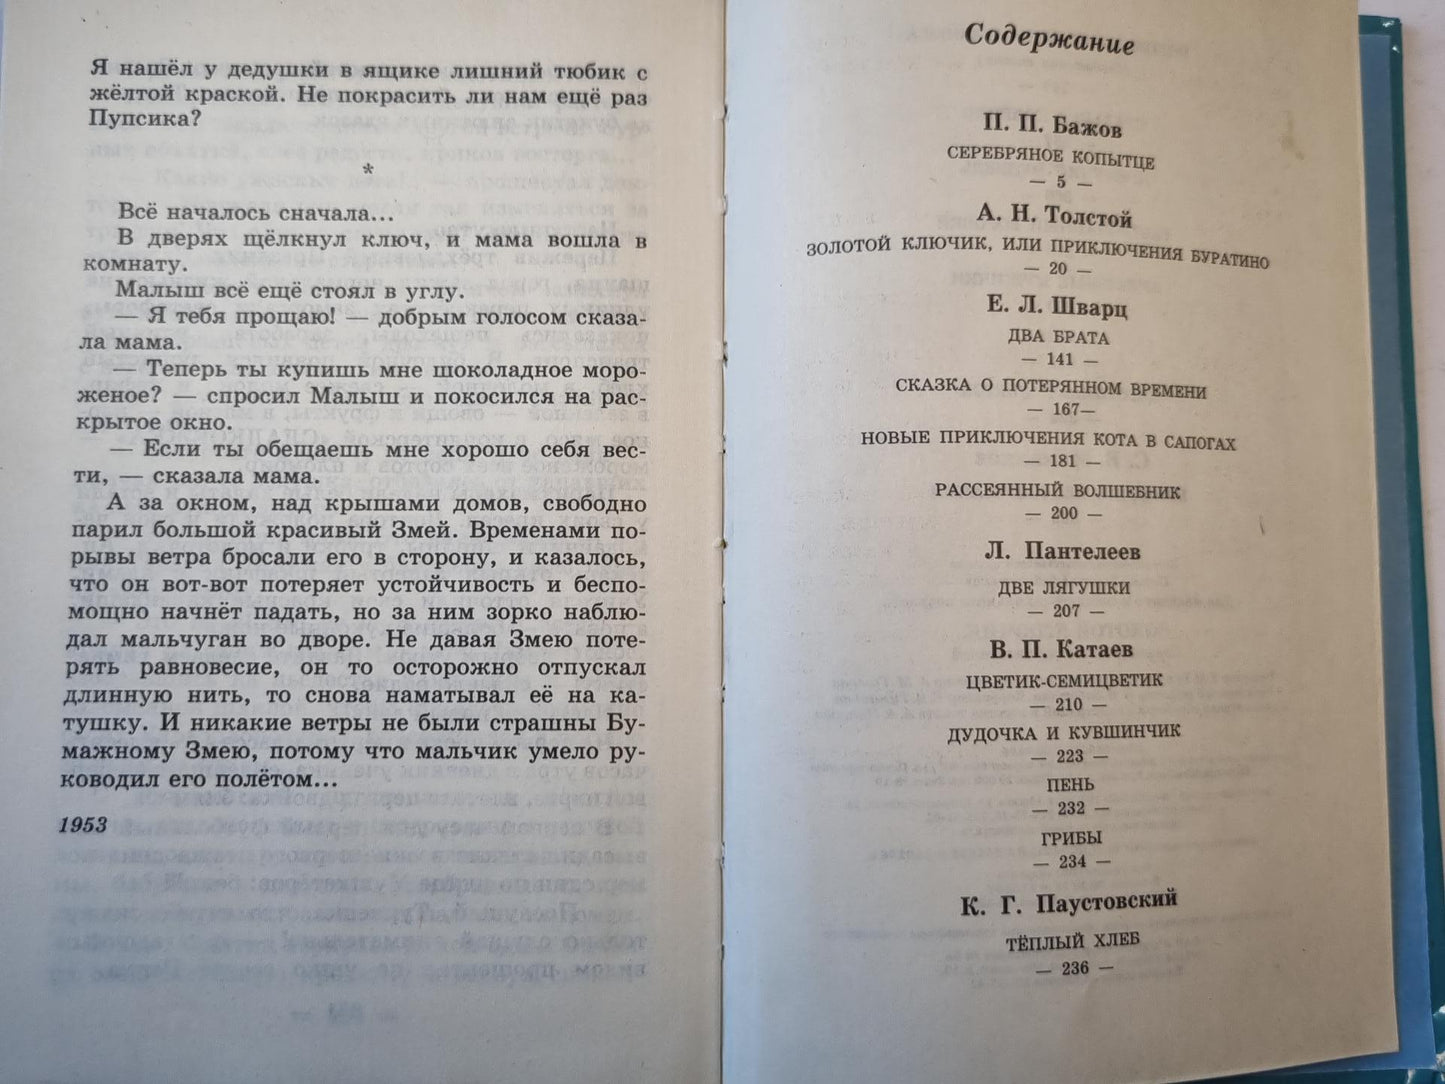 Я нашёл у дедушки в ящике лишний тюбик с
жёлтой краской. Не покрасить ли нам ещё раз
Пупсика?
*
Всё началось сначала...
В дверях щёлкнул ключ, и мама вошла в
комнату.
Малыш всё ещё стоял в углу.
— Я тебя прощаю! — добрым голосом сказа-
ла мама.
— Теперь ты купишь мне шоколадное моро-
женое? — спросил Малыш и покосился на рас-
крытое окно.
— Если ты обещаешь мне хорошо себя вес-
ти, — сказала мама.
А за окном, над крышами домов, свободно
парил большой красивый Змей. Временами по-
рывы ветра бросали его в сторону, и казалось,
что он вот-вот потеряет устойчивость и беспо-
мощно начнёт падать, но за ним зорко наблю-
дал мальчуган во дворе. Не давая Змею поте-
рять равновесие, он то осторожно отпускал
длинную нить, то снова наматывал её на ка-
тушку. И никакие ветры не были страшны Бу-
мажному Змею, потому что мальчик умело ру-
ководил его полётом...
1953
Содержание
П. П. Бажов
СЕРЕБРЯНОЕ КОПЫТЦЕ
— 5 —
А. Н. Толстой
ЗОЛОТОЙ КЛЮЧИК, ИЛИ ПРИКЛЮЧЕНИЯ БУРАТИНО
— 20 —
Е. Л. Шварц
ДВА БРАТА
— 141 —
СКАЗКА О ПОТЕРЯННОМ ВРЕМЕНИ
— 167—
НОВЫЕ ПРИКЛЮЧЕНИЯ КОТА В САПОГАХ
— 181 —
РАССЕЯННЫЙ ВОЛШЕБНИК
— 200 —
Л. Пантелеев
ДВЕ ЛЯГУШКИ
— 207 —
В. П. Катаев
ЦВЕТИК-СЕМИЦВЕТИК
— 210 —
ДУДОЧКА И КУВШИНЧИК
— 223 —
ПЕНЬ
— 232 —
ГРИБЫ
— 234 —
К. Г. Паустовский
ТЁПЛЫЙ ХЛЕБ
— 236 —